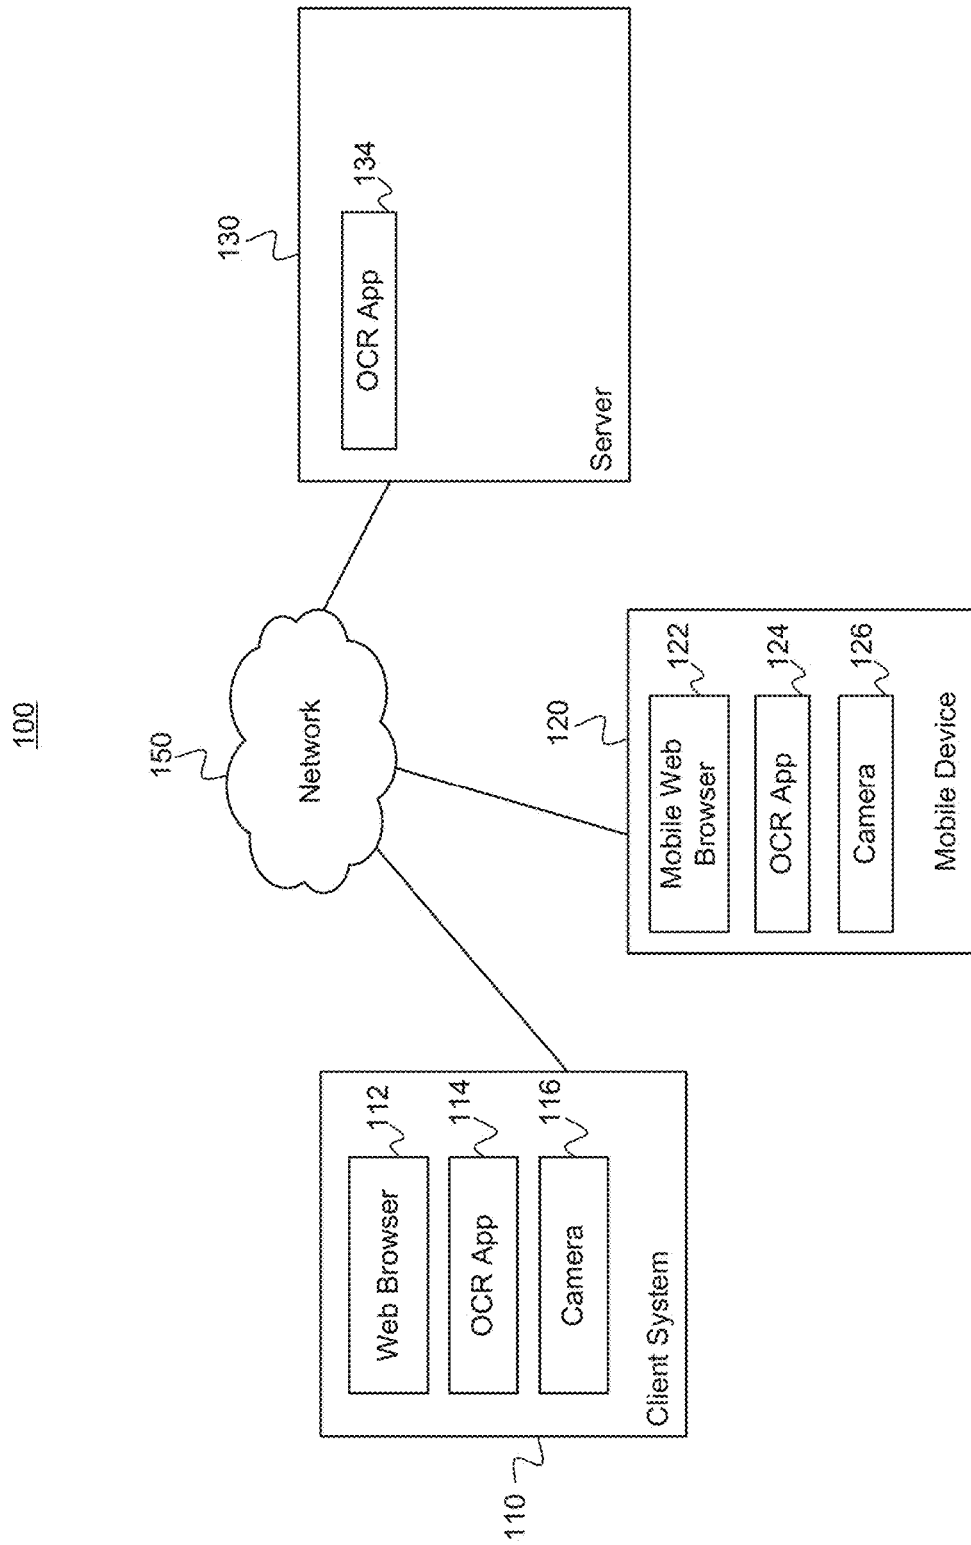 100
150
Network
130
OCR App
134
Server
110
Web Browser
112
OCR App
114
Camera
116
Client System
120
Mobile Web
Browser
122
OCR App
124
Camera
126
Mobile Device